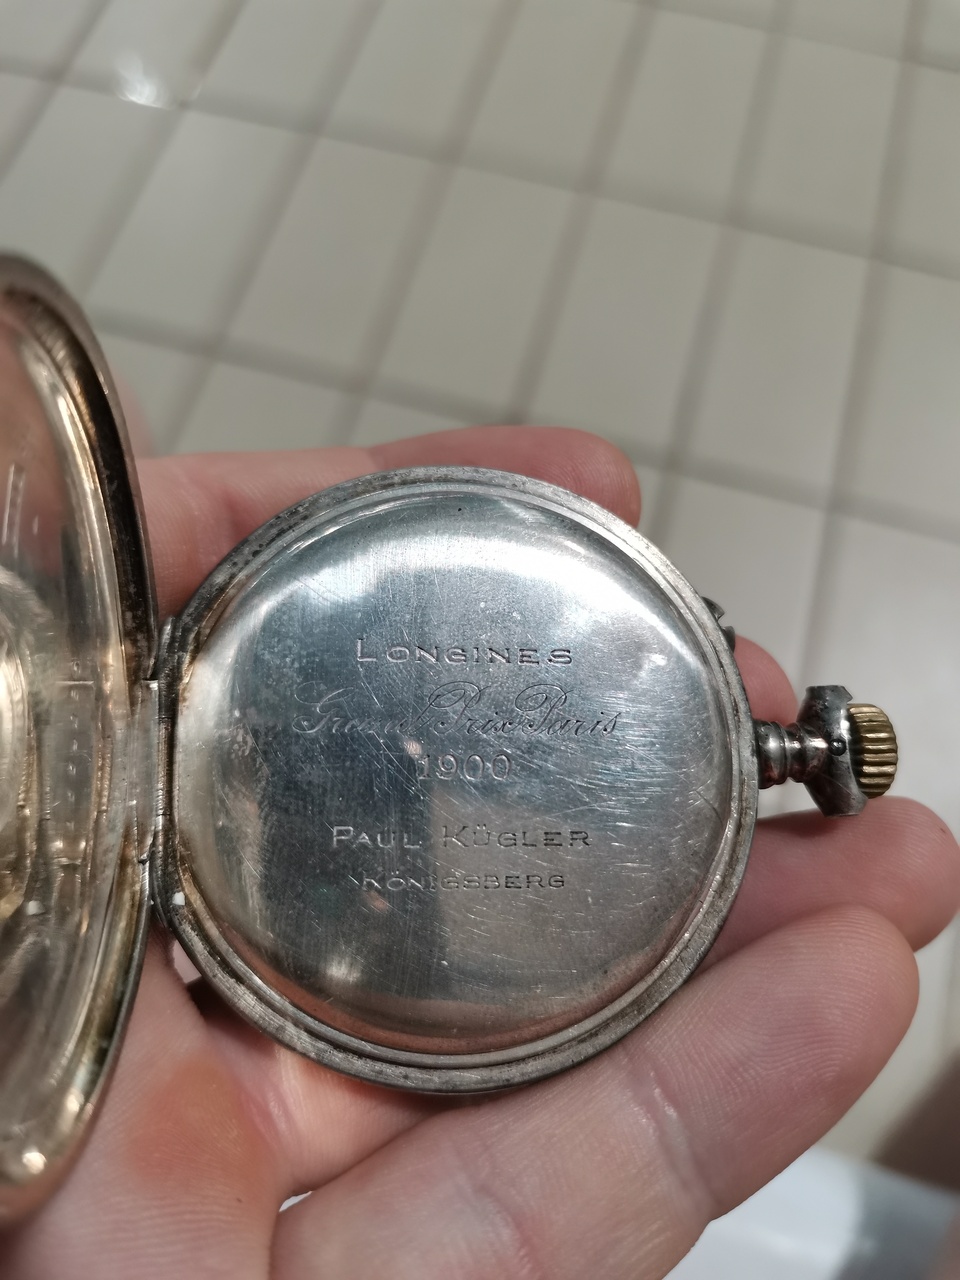 LONGINES
Grand Prix Paris
1900
PAUL KÜGLER
KÖNIGSBERG